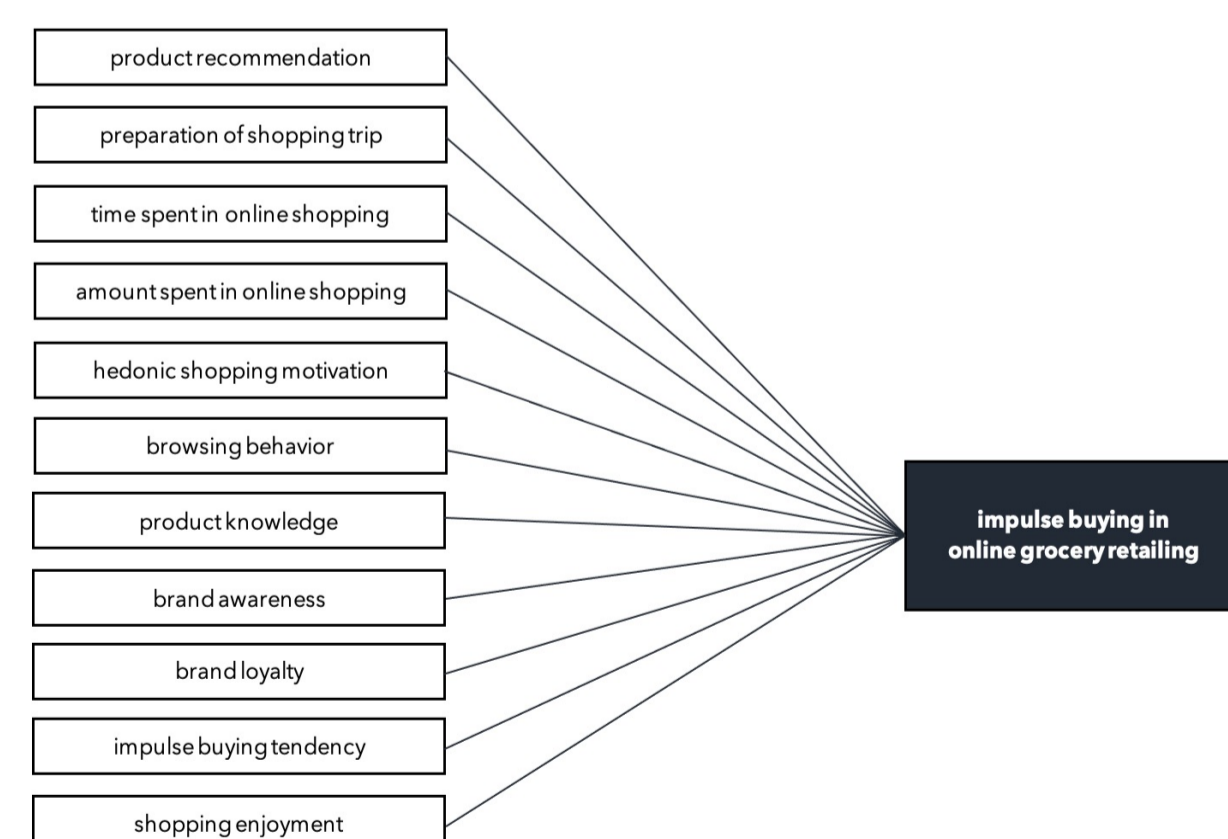 product recommendation
preparation of shopping trip
time spent in online shopping
amount spent in online shopping
hedonic shopping motivation
browsing behavior
product knowledge
brand awareness
brand loyalty
impulse buying tendency
shopping enjoyment
impulse buying in
online grocery retailing